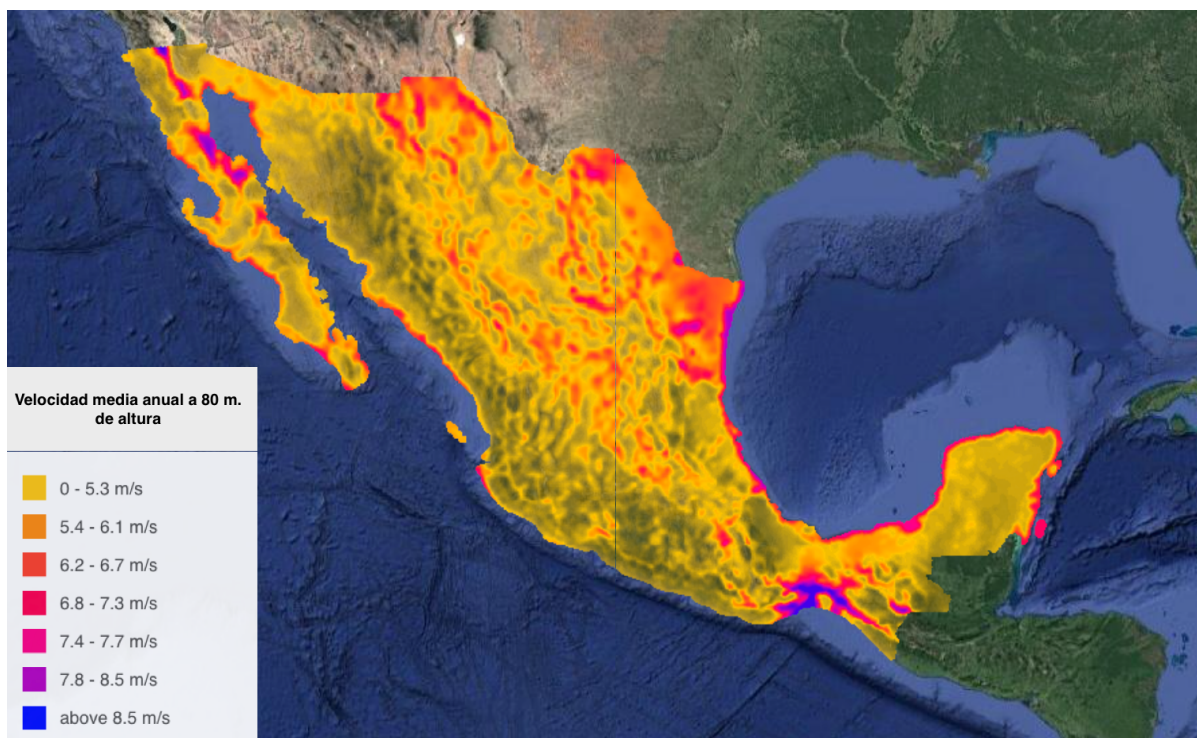 Velocidad media anual a 80 m.
de altura
0 - 5.3 m/s
5.4 - 6.1 m/s
6.2 - 6.7 m/s
6.8 - 7.3 m/s
7.4 - 7.7 m/s
7.8 - 8.5 m/s
above 8.5 m/s